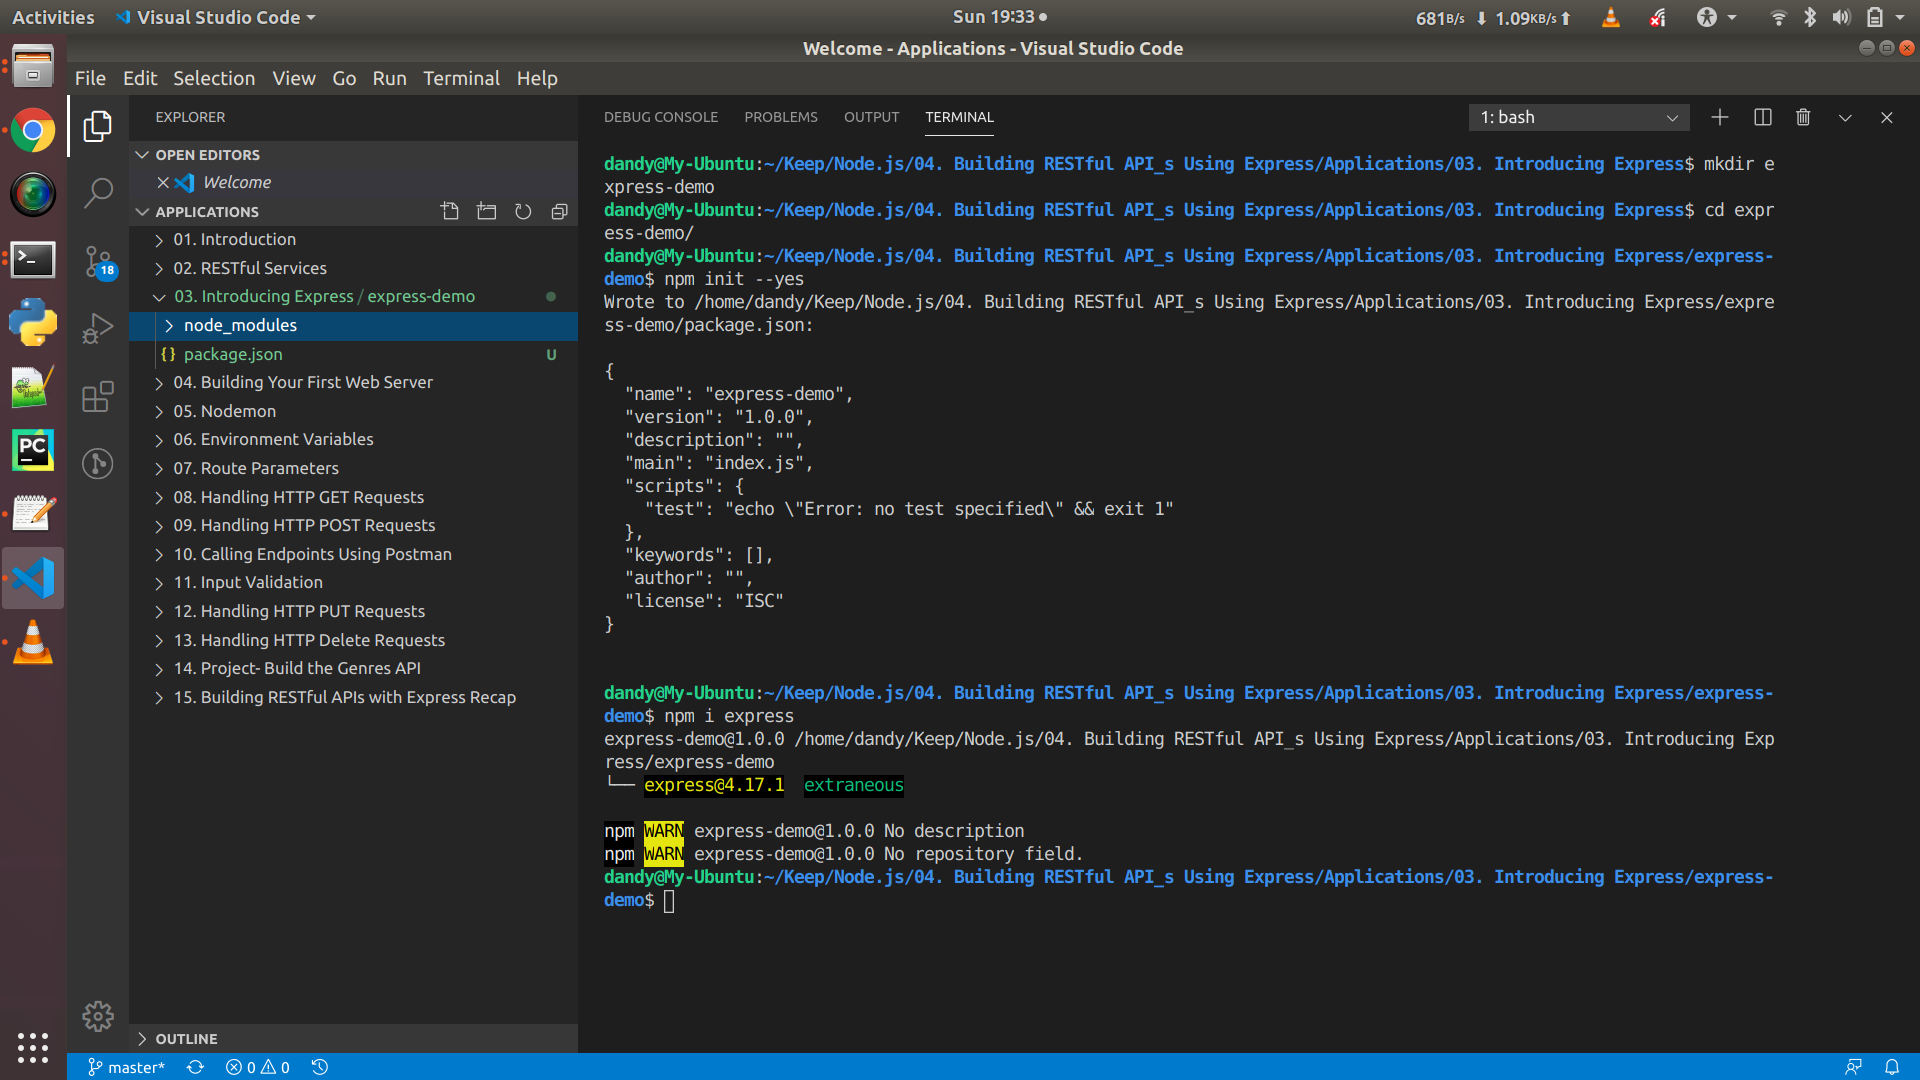 Activities
Visual Studio Code
Sun 19:33
681B/s 1.09KB/s
Welcome - Applications - Visual Studio Code
File Edit Selection View Go Run Terminal Help
EXPLORER
OPEN EDITORS
Welcome
APPLICATIONS
01. Introduction
02. RESTful Services
03. Introducing Express / express-demo
node_modules
{} package.json U
04. Building Your First Web Server
05. Nodemon
06. Environment Variables
07. Route Parameters
08. Handling HTTP GET Requests
09. Handling HTTP POST Requests
10. Calling Endpoints Using Postman
11. Input Validation
12. Handling HTTP PUT Requests
13. Handling HTTP Delete Requests
14. Project- Build the Genres API
15. Building RESTful APIs with Express Recap
OUTLINE
18
PC
DEBUG CONSOLE PROBLEMS OUTPUT TERMINAL
1: bash
dandy@My-Ubuntu:~/Keep/Node.js/04. Building RESTful API_s Using Express/Applications/03. Introducing Express$ mkdir e
xpress-demo
dandy@My-Ubuntu:~/Keep/Node.js/04. Building RESTful API_s Using Express/Applications/03. Introducing Express$ cd expr
ess-demo/
dandy@My-Ubuntu:~/Keep/Node.js/04. Building RESTful API_s Using Express/Applications/03. Introducing Express/express-
demo$ npm init --yes
Wrote to /home/dandy/Keep/Node.js/04. Building RESTful API_s Using Express/Applications/03. Introducing Express/expre
ss-demo/package.json:
{
"name": "express-demo",
"version": "1.0.0",
"description": "",
"main": "index.js",
"scripts": {
"test": "echo \"Error: no test specified\" && exit 1"
},
"keywords": [],
"author": "",
"license": "ISC"
}
dandy@My-Ubuntu:~/Keep/Node.js/04. Building RESTful API_s Using Express/Applications/03. Introducing Express/express-
demo$ npm i express
express-demo@1.0.0 /home/dandy/Keep/Node.js/04. Building RESTful API_s Using Express/Applications/03. Introducing Exp
ress/express-demo
└── express@4.17.1 extraneous
npm WARN express-demo@1.0.0 No description
npm WARN express-demo@1.0.0 No repository field.
dandy@My-Ubuntu:~/Keep/Node.js/04. Building RESTful API_s Using Express/Applications/03. Introducing Express/express-
demo$
master* 0 0